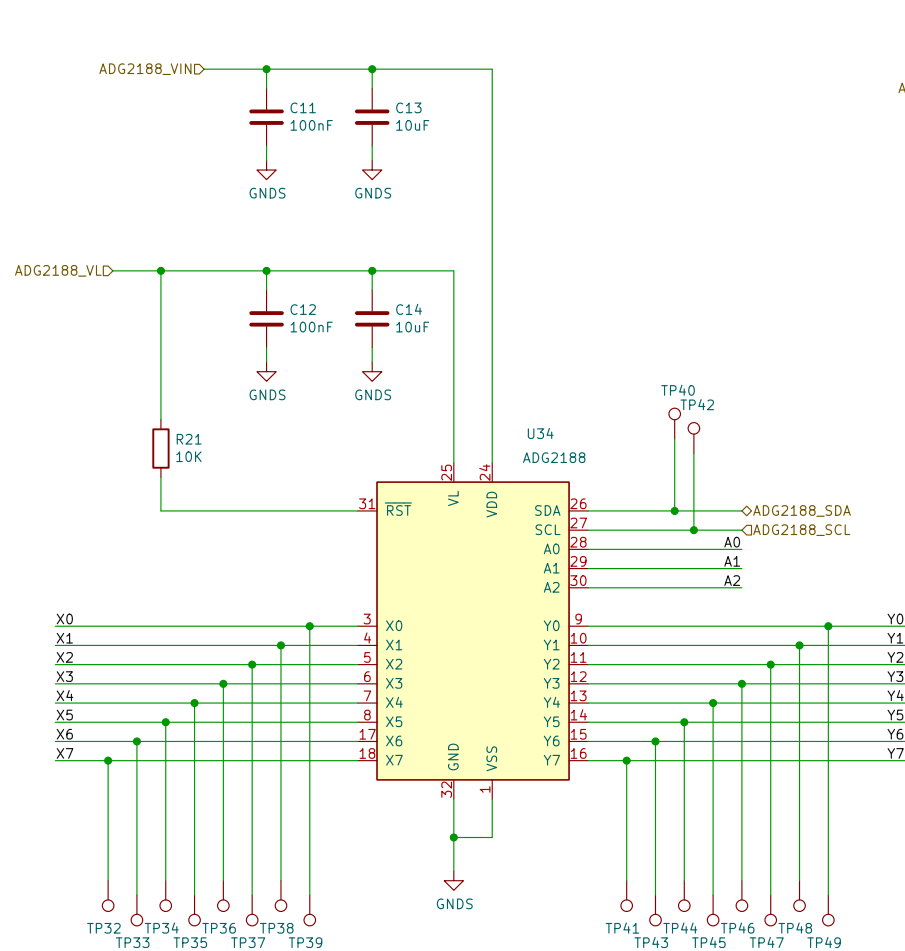 ADG2188_VIN
A
C11
100nF
C13
10uF
GNDS
GNDS
ADG2188_VL
C12
100nF
C14
10uF
GNDS
GNDS
TP40
TP42
R21
10K
U34
ADG2188
25
24
VL
VDD
31
RST
SDA
26
ADG2188_SDA
SCL
27
ADG2188_SCL
A0
28
A0
A1
29
A1
A2
30
A2
X0
3
X0
Y0
9
Y0
X1
4
X1
Y1
10
Y1
X2
5
X2
Y2
11
Y2
X3
6
X3
Y3
12
Y3
X4
7
X4
Y4
13
Y4
X5
8
X5
Y5
14
Y5
X6
17
X6
Y6
15
Y6
X7
18
X7
Y7
16
Y7
GND
VSS
32
1
GNDS
TP32
TP33
TP34
TP35
TP36
TP37
TP38
TP39
TP41
TP43
TP44
TP45
TP46
TP47
TP48
TP49